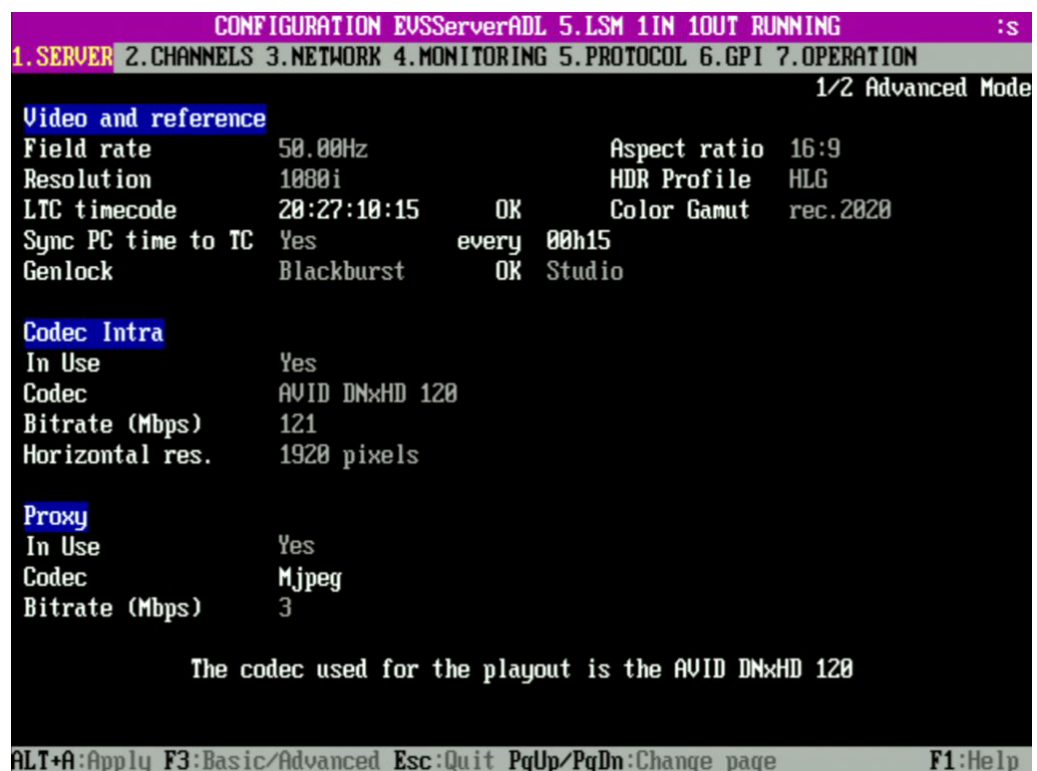 CONFIGURATION EVSServerADL 5.LSM 1IN 1OUT RUNNING :s
1.SERVER 2.CHANNELS 3.NETWORK 4.MONITORING 5.PROTOCOL 6.GPI 7.OPERATION
1/2 Advanced Mode
Video and reference
Field rate 50.00Hz Aspect ratio 16:9
Resolution 1080i HDR Profile HLG
LTC timecode 20:27:10:15 OK Color Gamut rec.2020
Sync PC time to TC Yes every 00h15
Genlock Blackburst OK Studio
Codec Intra
In Use Yes
Codec AVID DNxHD 120
Bitrate (Mbps) 121
Horizontal res. 1920 pixels
Proxy
In Use Yes
Codec Mjpeg
Bitrate (Mbps) 3
The codec used for the playout is the AVID DNxHD 120
ALT+A:Apply F3:Basic/Advanced Esc:Quit PgUp/PgDn:Change page F1:Help